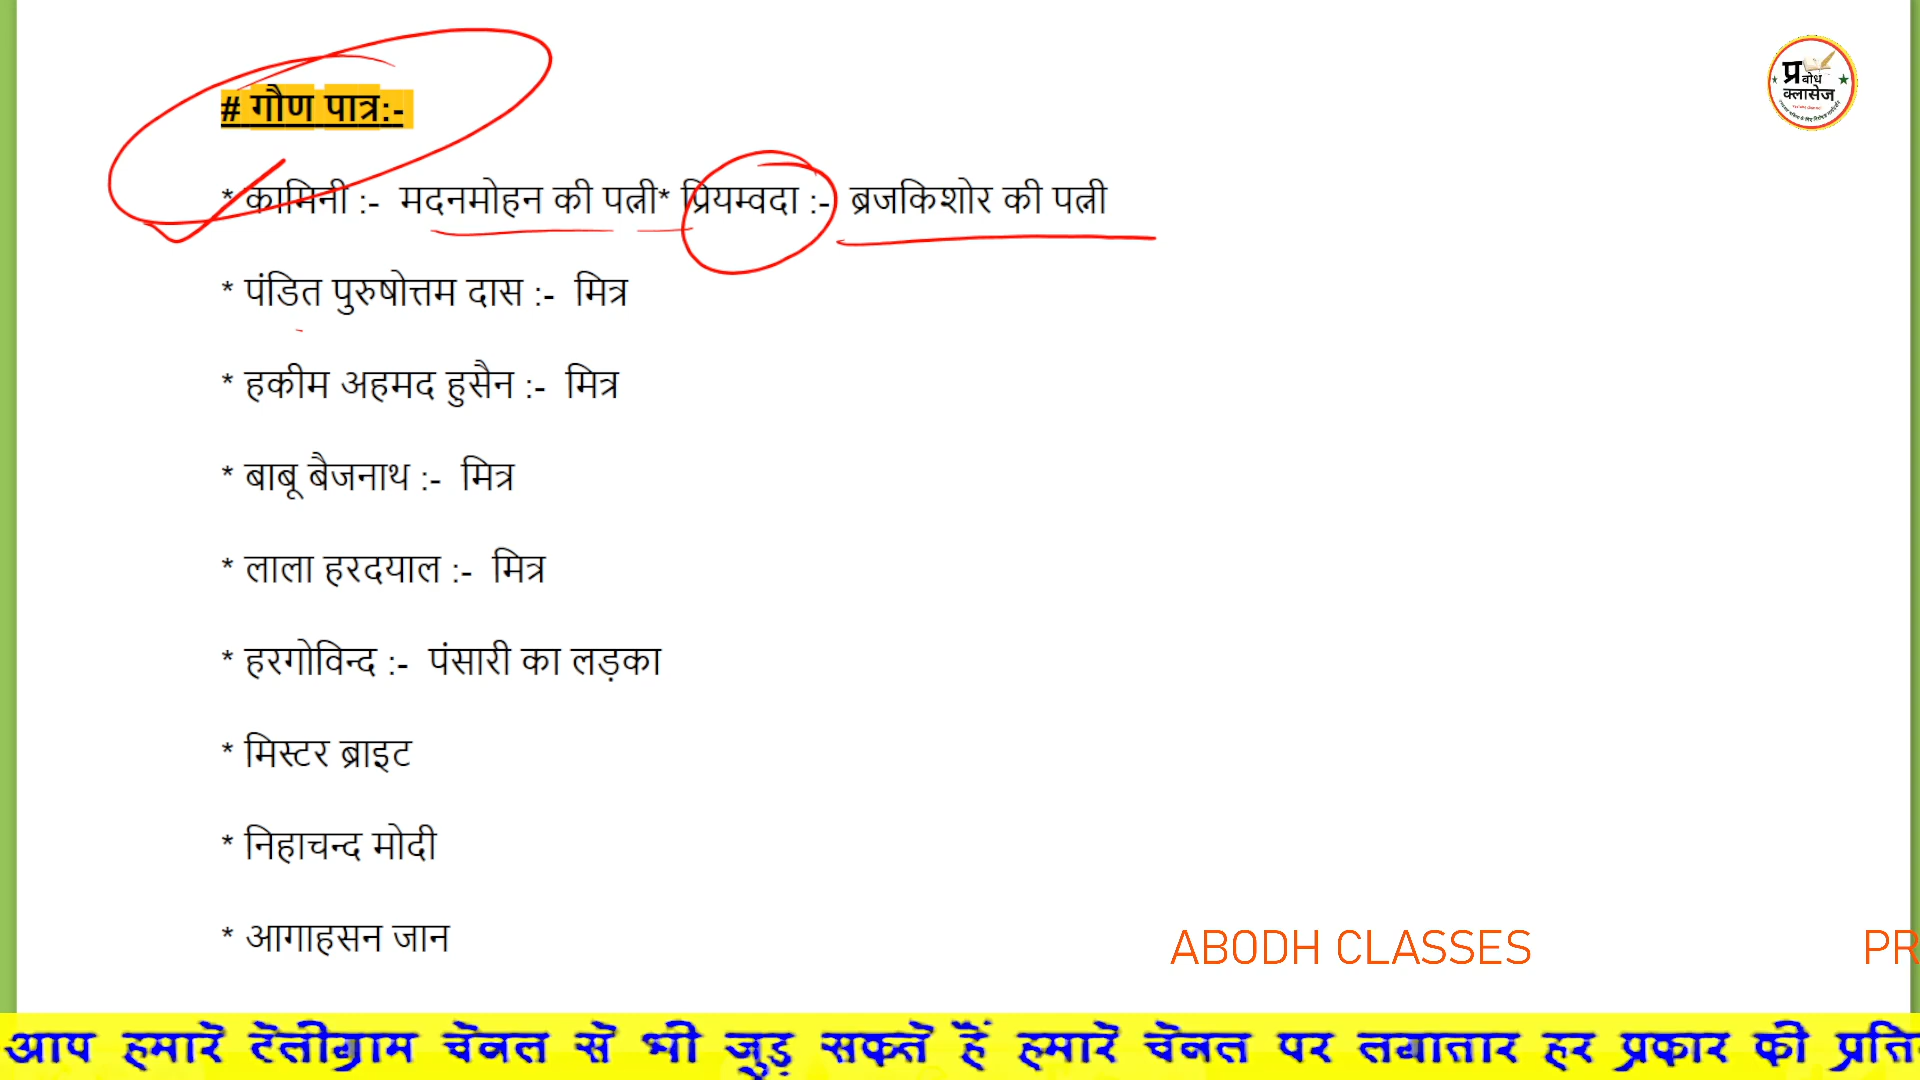 # गौण पात्र:-
प्रबोध
क्लासेज
* कामिनी :- मदनमोहन की पत्नी* प्रियम्वदा :- ब्रजकिशोर की पत्नी
* पंडित पुरुषोत्तम दास :- मित्र
* हकीम अहमद हुसैन :- मित्र
* बाबू बैजनाथ :- मित्र
* लाला हरदयाल :- मित्र
* हरगोविन्द :- पंसारी का लड़का
* मिस्टर ब्राइट
* निहाचन्द मोदी
* आगाहसन जान
ABODH CLASSES PR
आप हमारे टेलीग्राम चेनल से भी जुड़ सकते हैं हमारे चेनल पर लगातार हर प्रकार की प्रति